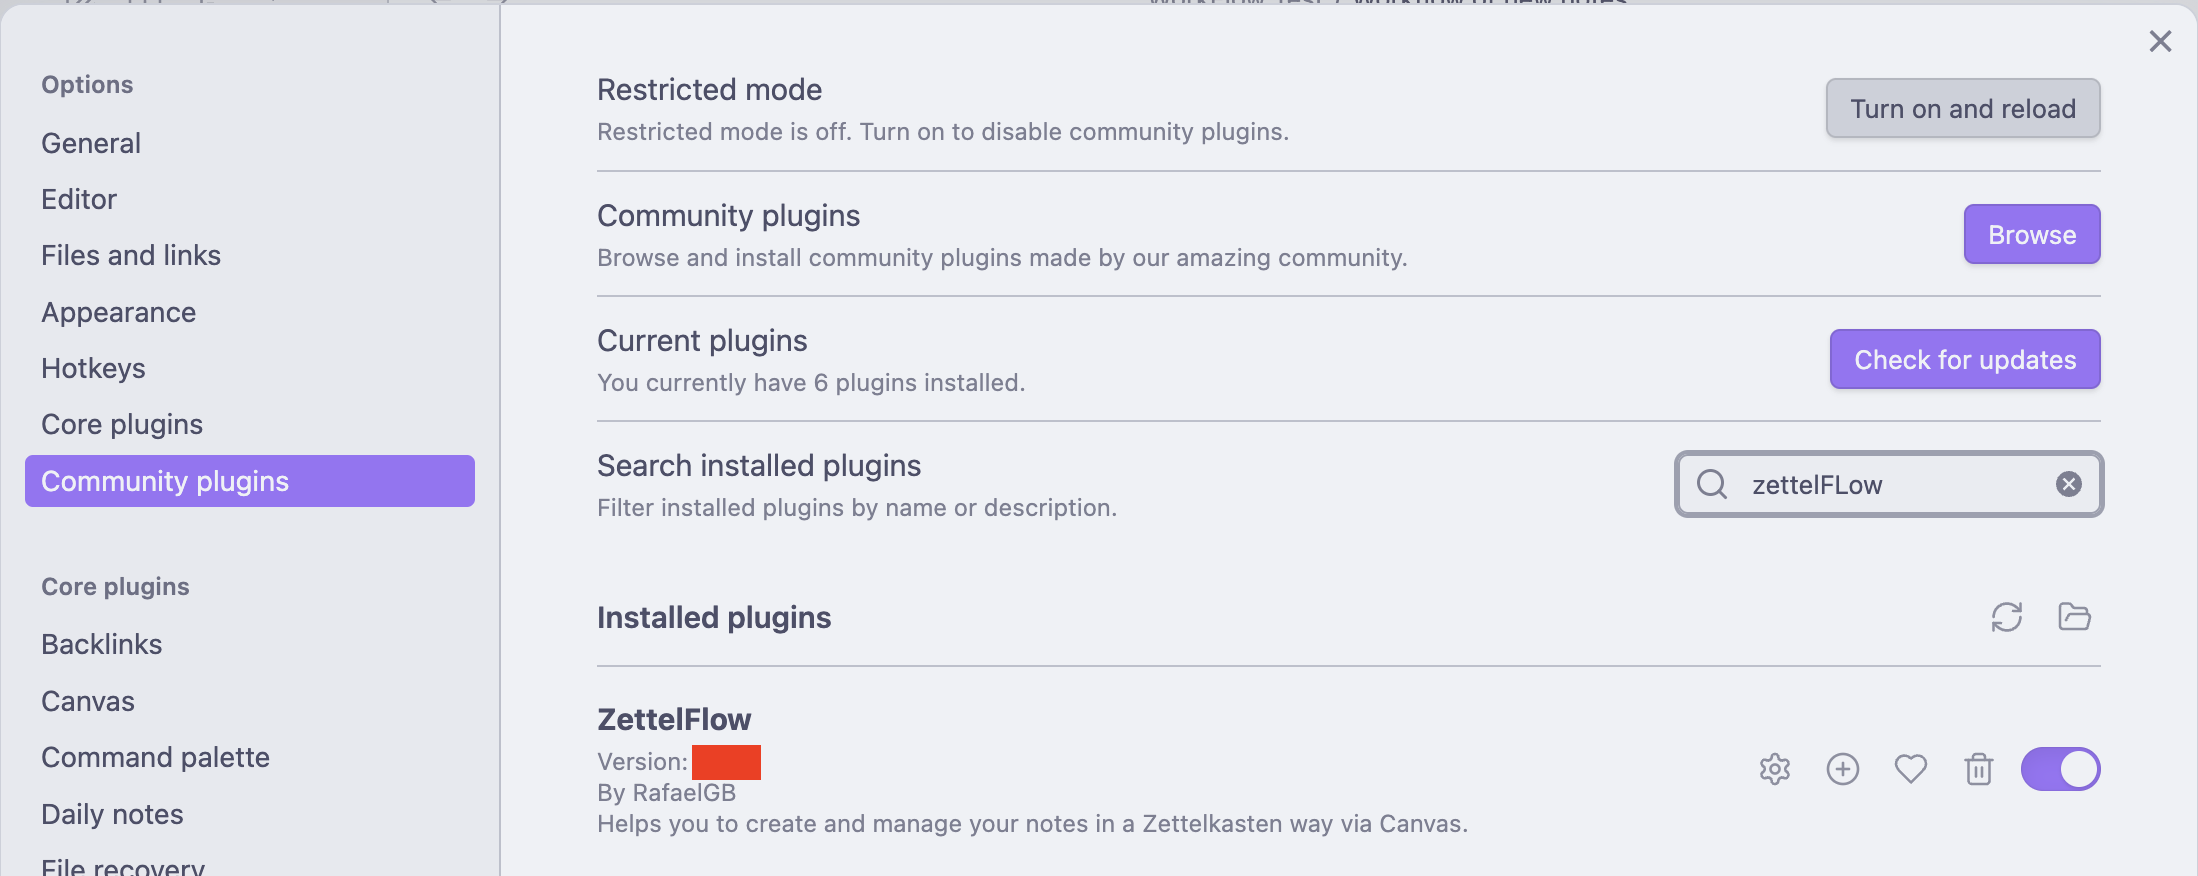 Options
General
Editor
Files and links
Appearance
Hotkeys
Core plugins
Community plugins
Core plugins
Backlinks
Canvas
Command palette
Daily notes
File recovery
Restricted mode
Restricted mode is off. Turn on to disable community plugins.
Turn on and reload
Community plugins
Browse and install community plugins made by our amazing community.
Browse
Current plugins
You currently have 6 plugins installed.
Check for updates
Search installed plugins
Filter installed plugins by name or description.
zettelFLow
Installed plugins
ZettelFlow
Version:
By RafaelGB
Helps you to create and manage your notes in a Zettelkasten way via Canvas.